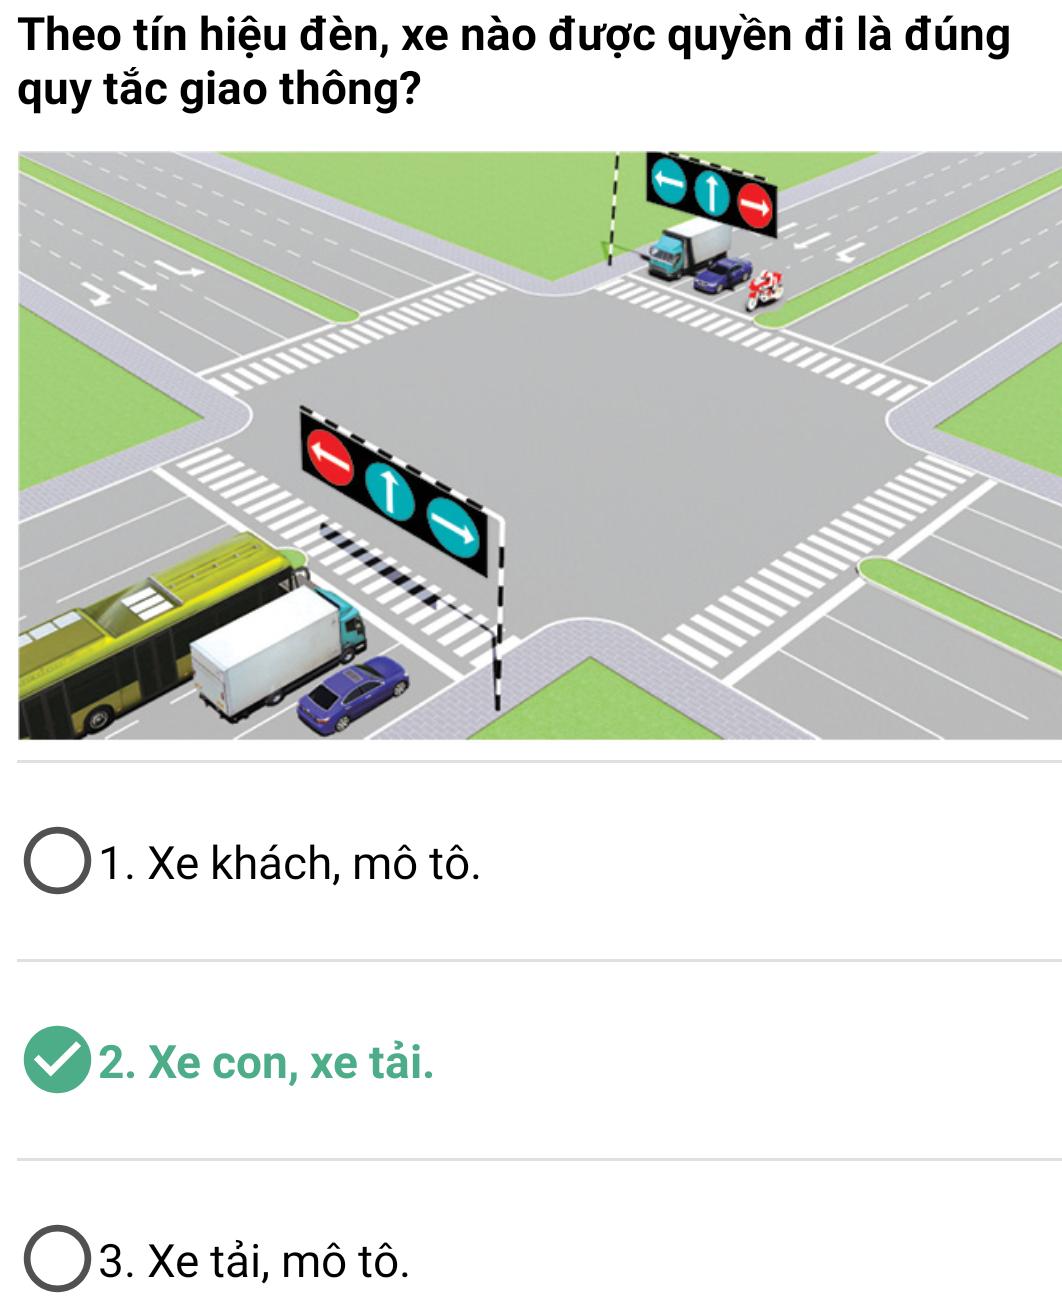 Theo tín hiệu đèn, xe nào được quyền đi là đúng
quy tắc giao thông?
1. Xe khách, mô tô.
2. Xe con, xe tải.
3. Xe tải, mô tô.